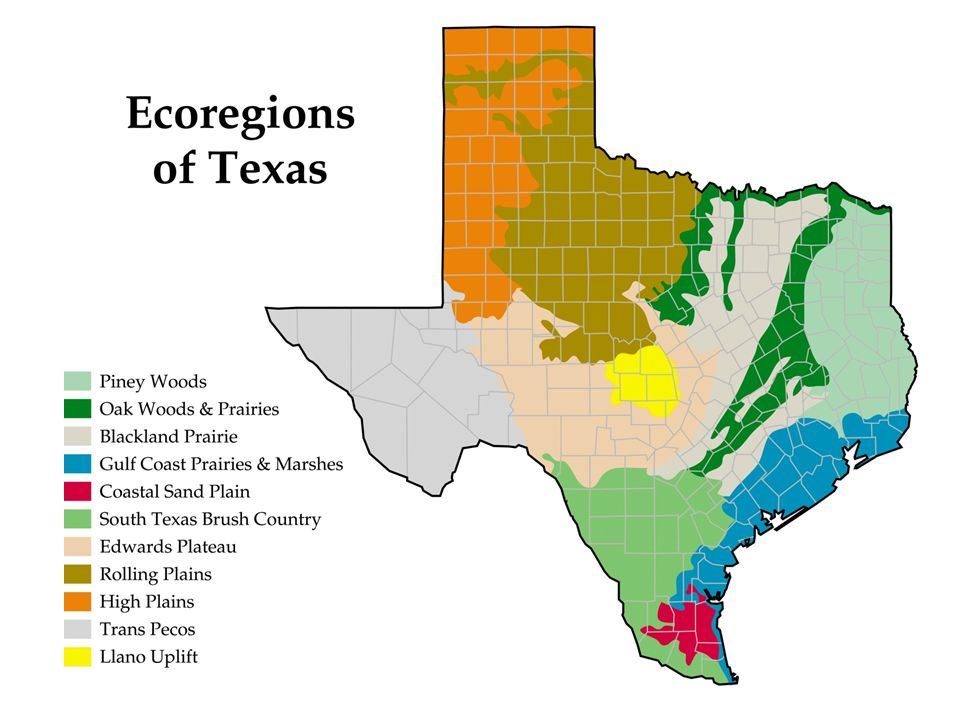 Ecoregions
of Texas
Piney Woods
Oak Woods & Prairies
Blackland Prairie
Gulf Coast Prairies & Marshes
Coastal Sand Plain
South Texas Brush Country
Edwards Plateau
Rolling Plains
High Plains
Trans Pecos
Llano Uplift